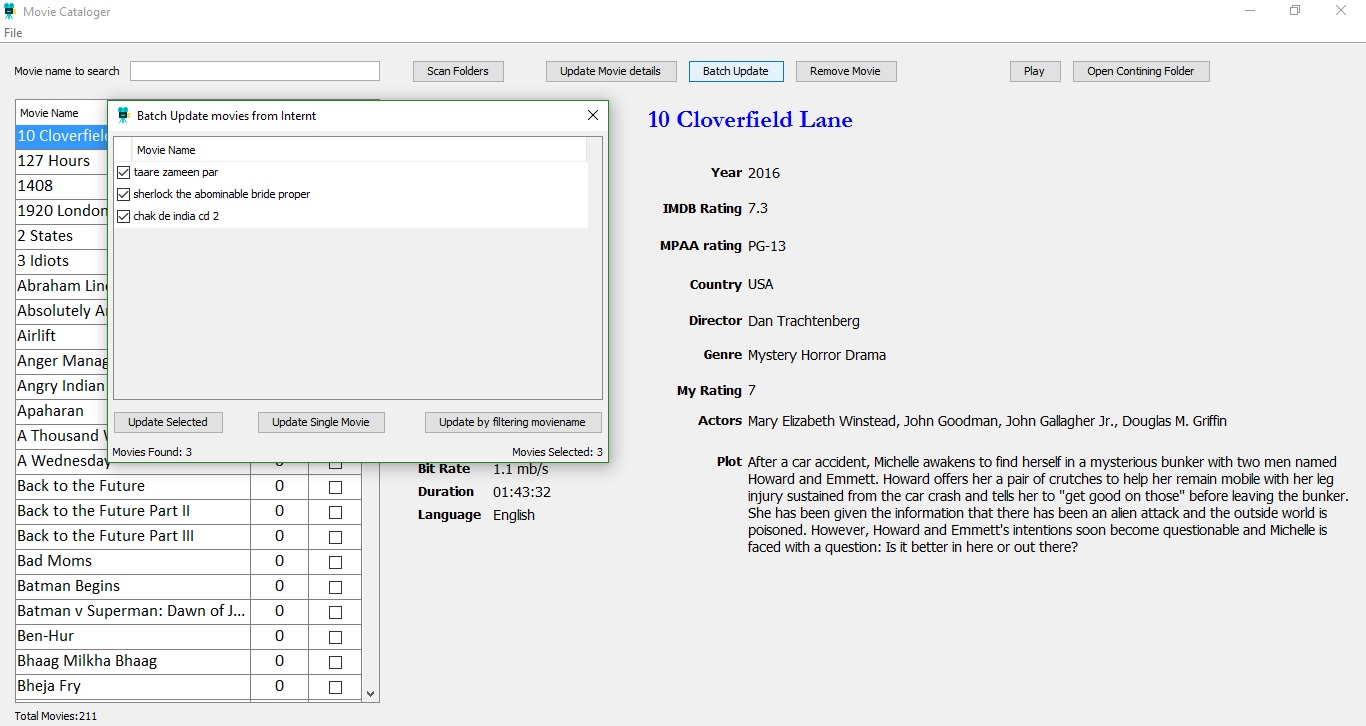 Movie Cataloger
File
Movie name to search
Scan Folders
Update Movie details
Batch Update
Remove Movie
Play
Open Contining Folder
Movie Name
10 Cloverfield
127 Hours
1408
1920 London
2 States
3 Idiots
Abraham Linc
Absolutely A
Airlift
Anger Manag
Angry Indian
Apaharan
A Thousand W
A Wednesday 0
Back to the Future 0
Back to the Future Part II 0
Back to the Future Part III 0
Bad Moms 0
Batman Begins 0
Batman v Superman: Dawn of J... 0
Ben-Hur 0
Bhaag Milkha Bhaag 0
Bheja Fry 0
Total Movies:211
Batch Update movies from Internt
Movie Name
taare zameen par
sherlock the abominable bride proper
chak de india cd 2
Update Selected
Update Single Movie
Update by filtering moviename
Movies Found: 3
Movies Selected: 3
Bit Rate 1.1 mb/s
Duration 01:43:32
Language English
10 Cloverfield Lane
Year 2016
IMDB Rating 7.3
MPAA rating PG-13
Country USA
Director Dan Trachtenberg
Genre Mystery Horror Drama
My Rating 7
Actors Mary Elizabeth Winstead, John Goodman, John Gallagher Jr., Douglas M. Griffin
Plot After a car accident, Michelle awakens to find herself in a mysterious bunker with two men named
Howard and Emmett. Howard offers her a pair of crutches to help her remain mobile with her leg
injury sustained from the car crash and tells her to "get good on those" before leaving the bunker.
She has been given the information that there has been an alien attack and the outside world is
poisoned. However, Howard and Emmett's intentions soon become questionable and Michelle is
faced with a question: Is it better in here or out there?